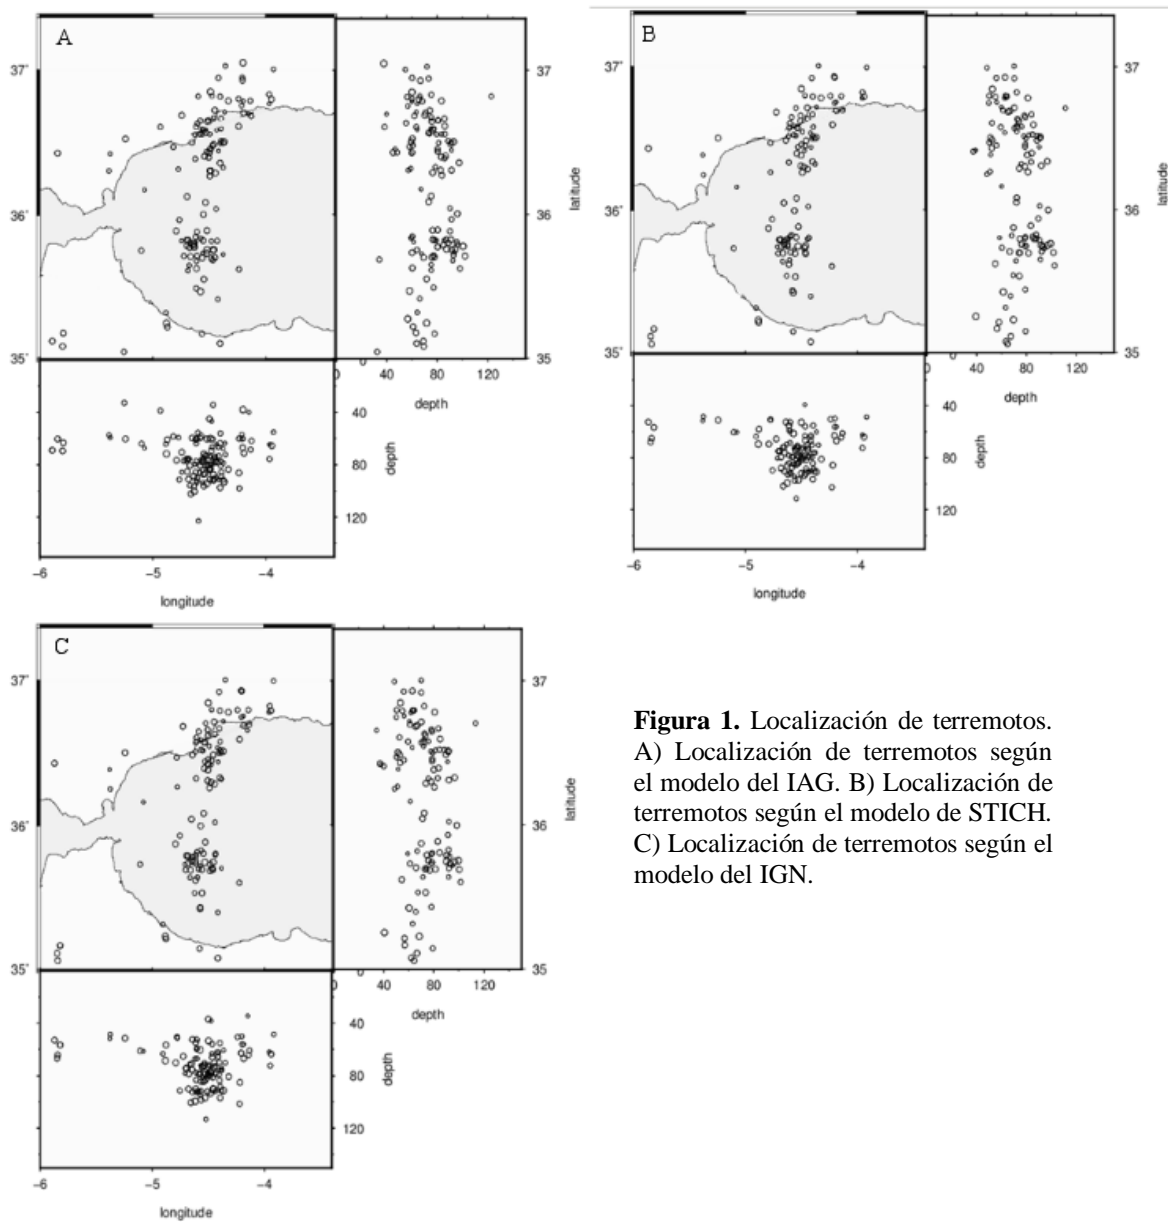 A
37°
36°
35°
37
36
35
latitude
0
40
80
120
depth
40
80
120
depth
−6
−5
−4
longitude
B
37
36
35
latitude
0
40
80
120
depth
40
80
120
depth
−6
−5
−4
longitude
C
37°
36°
35°
37
36
35
latitude
0
40
80
120
depth
40
80
120
depth
−6
−5
−4
longitude
Figura 1. Localización de terremotos.
A) Localización de terremotos según
el modelo del IAG. B) Localización de
terremotos según el modelo de STICH.
C) Localización de terremotos según el
modelo del IGN.